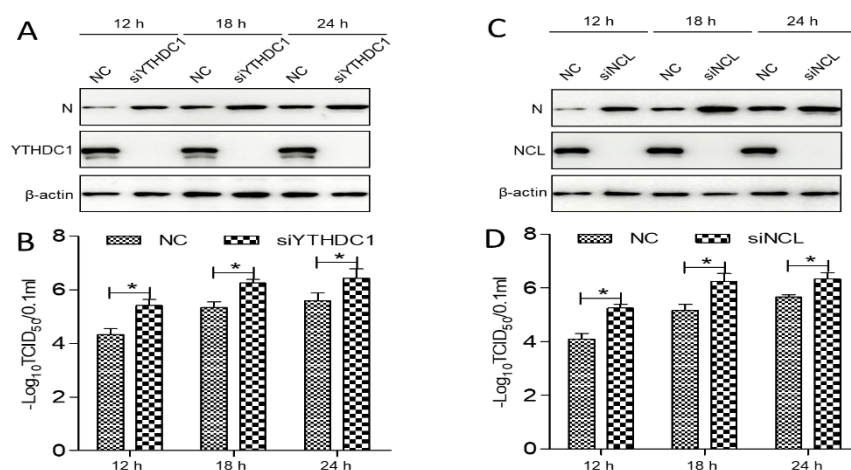 A
12 h
18 h
24 h
NC
siYTHDC1
NC
siYTHDC1
NC
siYTHDC1
N
YTHDC1
β-actin
B
NC
siYTHDC1
-Log10TCID50/0.1ml
8
6
4
2
0
*
*
*
12 h
18 h
24 h
C
12 h
18 h
24 h
NC
siNCL
NC
siNCL
NC
siNCL
N
NCL
β-actin
D
NC
siNCL
-Log10TCID50/0.1ml
8
6
4
2
0
*
*
*
12 h
18 h
24 h